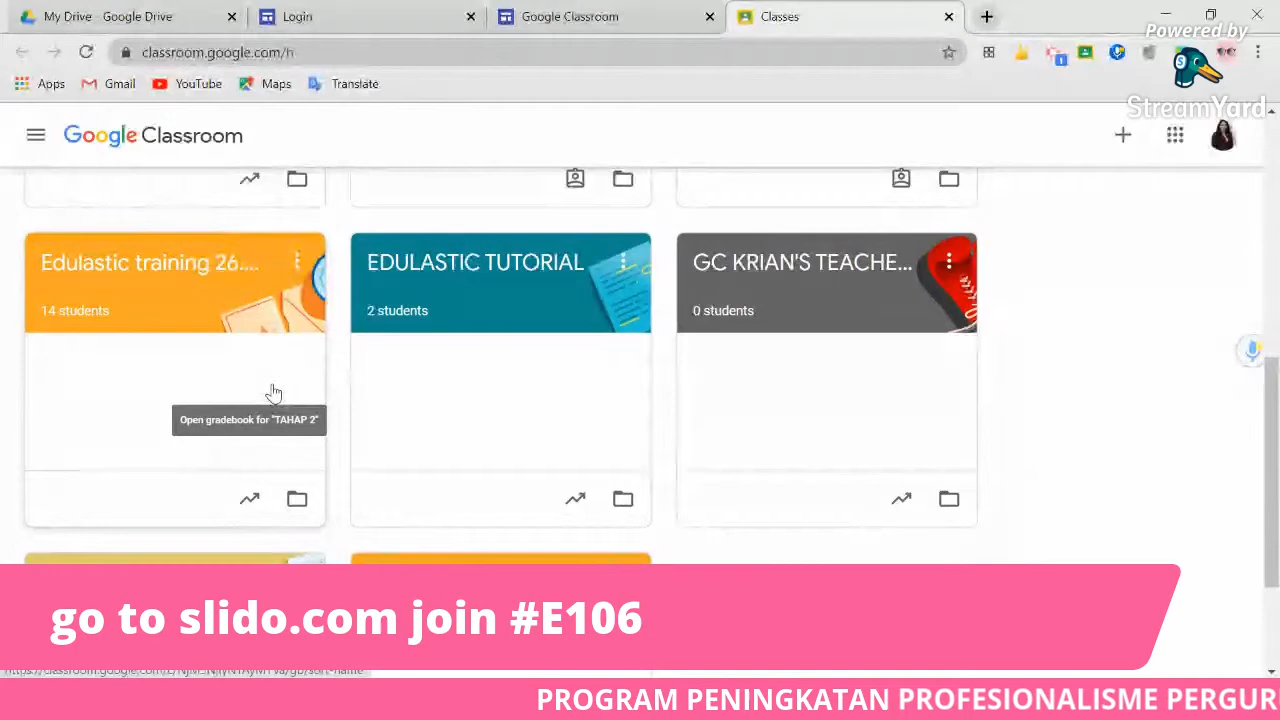 My Drive - Google Drive
Login
Google Classroom
Classes
Powered by
classroom.google.com/h
StreamYard
Apps
Gmail
YouTube
Maps
Translate
Google Classroom
Edulastic training 26....
14 students
EDULASTIC TUTORIAL
2 students
GC KRIAN'S TEACHE...
0 students
Open gradebook for "TAHAP 2"
go to slido.com join #E106
PROGRAM PENINGKATAN PROFESIONALISME PERGUR